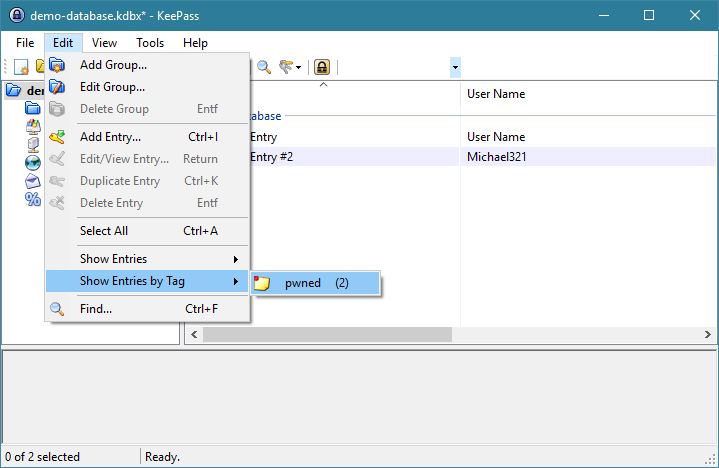 demo-database.kdbx* - KeePass
File Edit View Tools Help
Add Group...
Edit Group...
Delete Group Entf
Add Entry... Ctrl+I
Edit/View Entry... Return
Duplicate Entry Ctrl+K
Delete Entry Entf
Select All Ctrl+A
Show Entries
Show Entries by Tag
Find... Ctrl+F
pwned (2)
User Name
Entry User Name
Entry #2 Michael321
0 of 2 selected Ready.